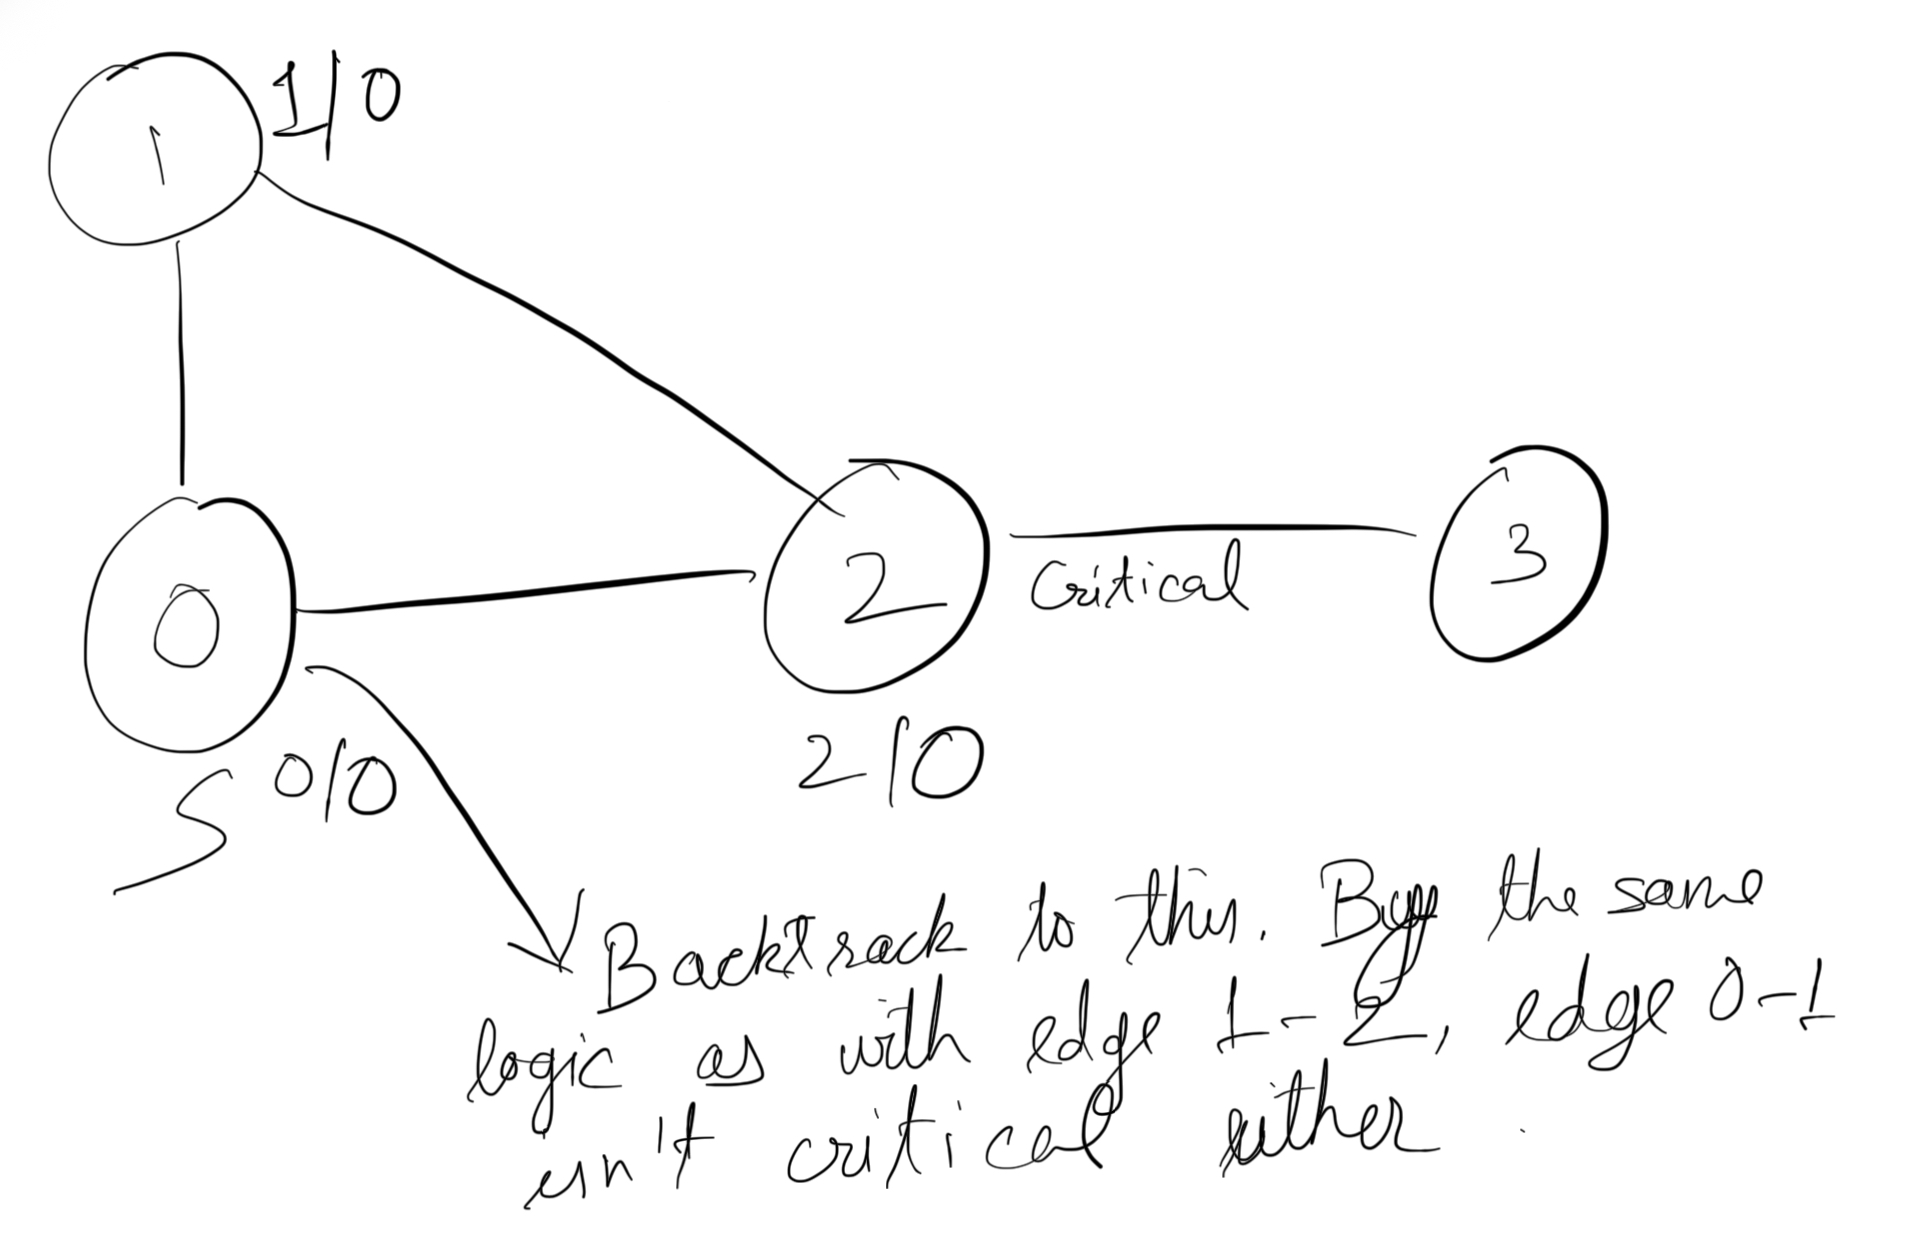 1 1/0
2 Critical 3
0
S 0/0 2/0
Backtrack to this. By the same
logic as with edge 1-2, edge 0-1
isn't critical either.